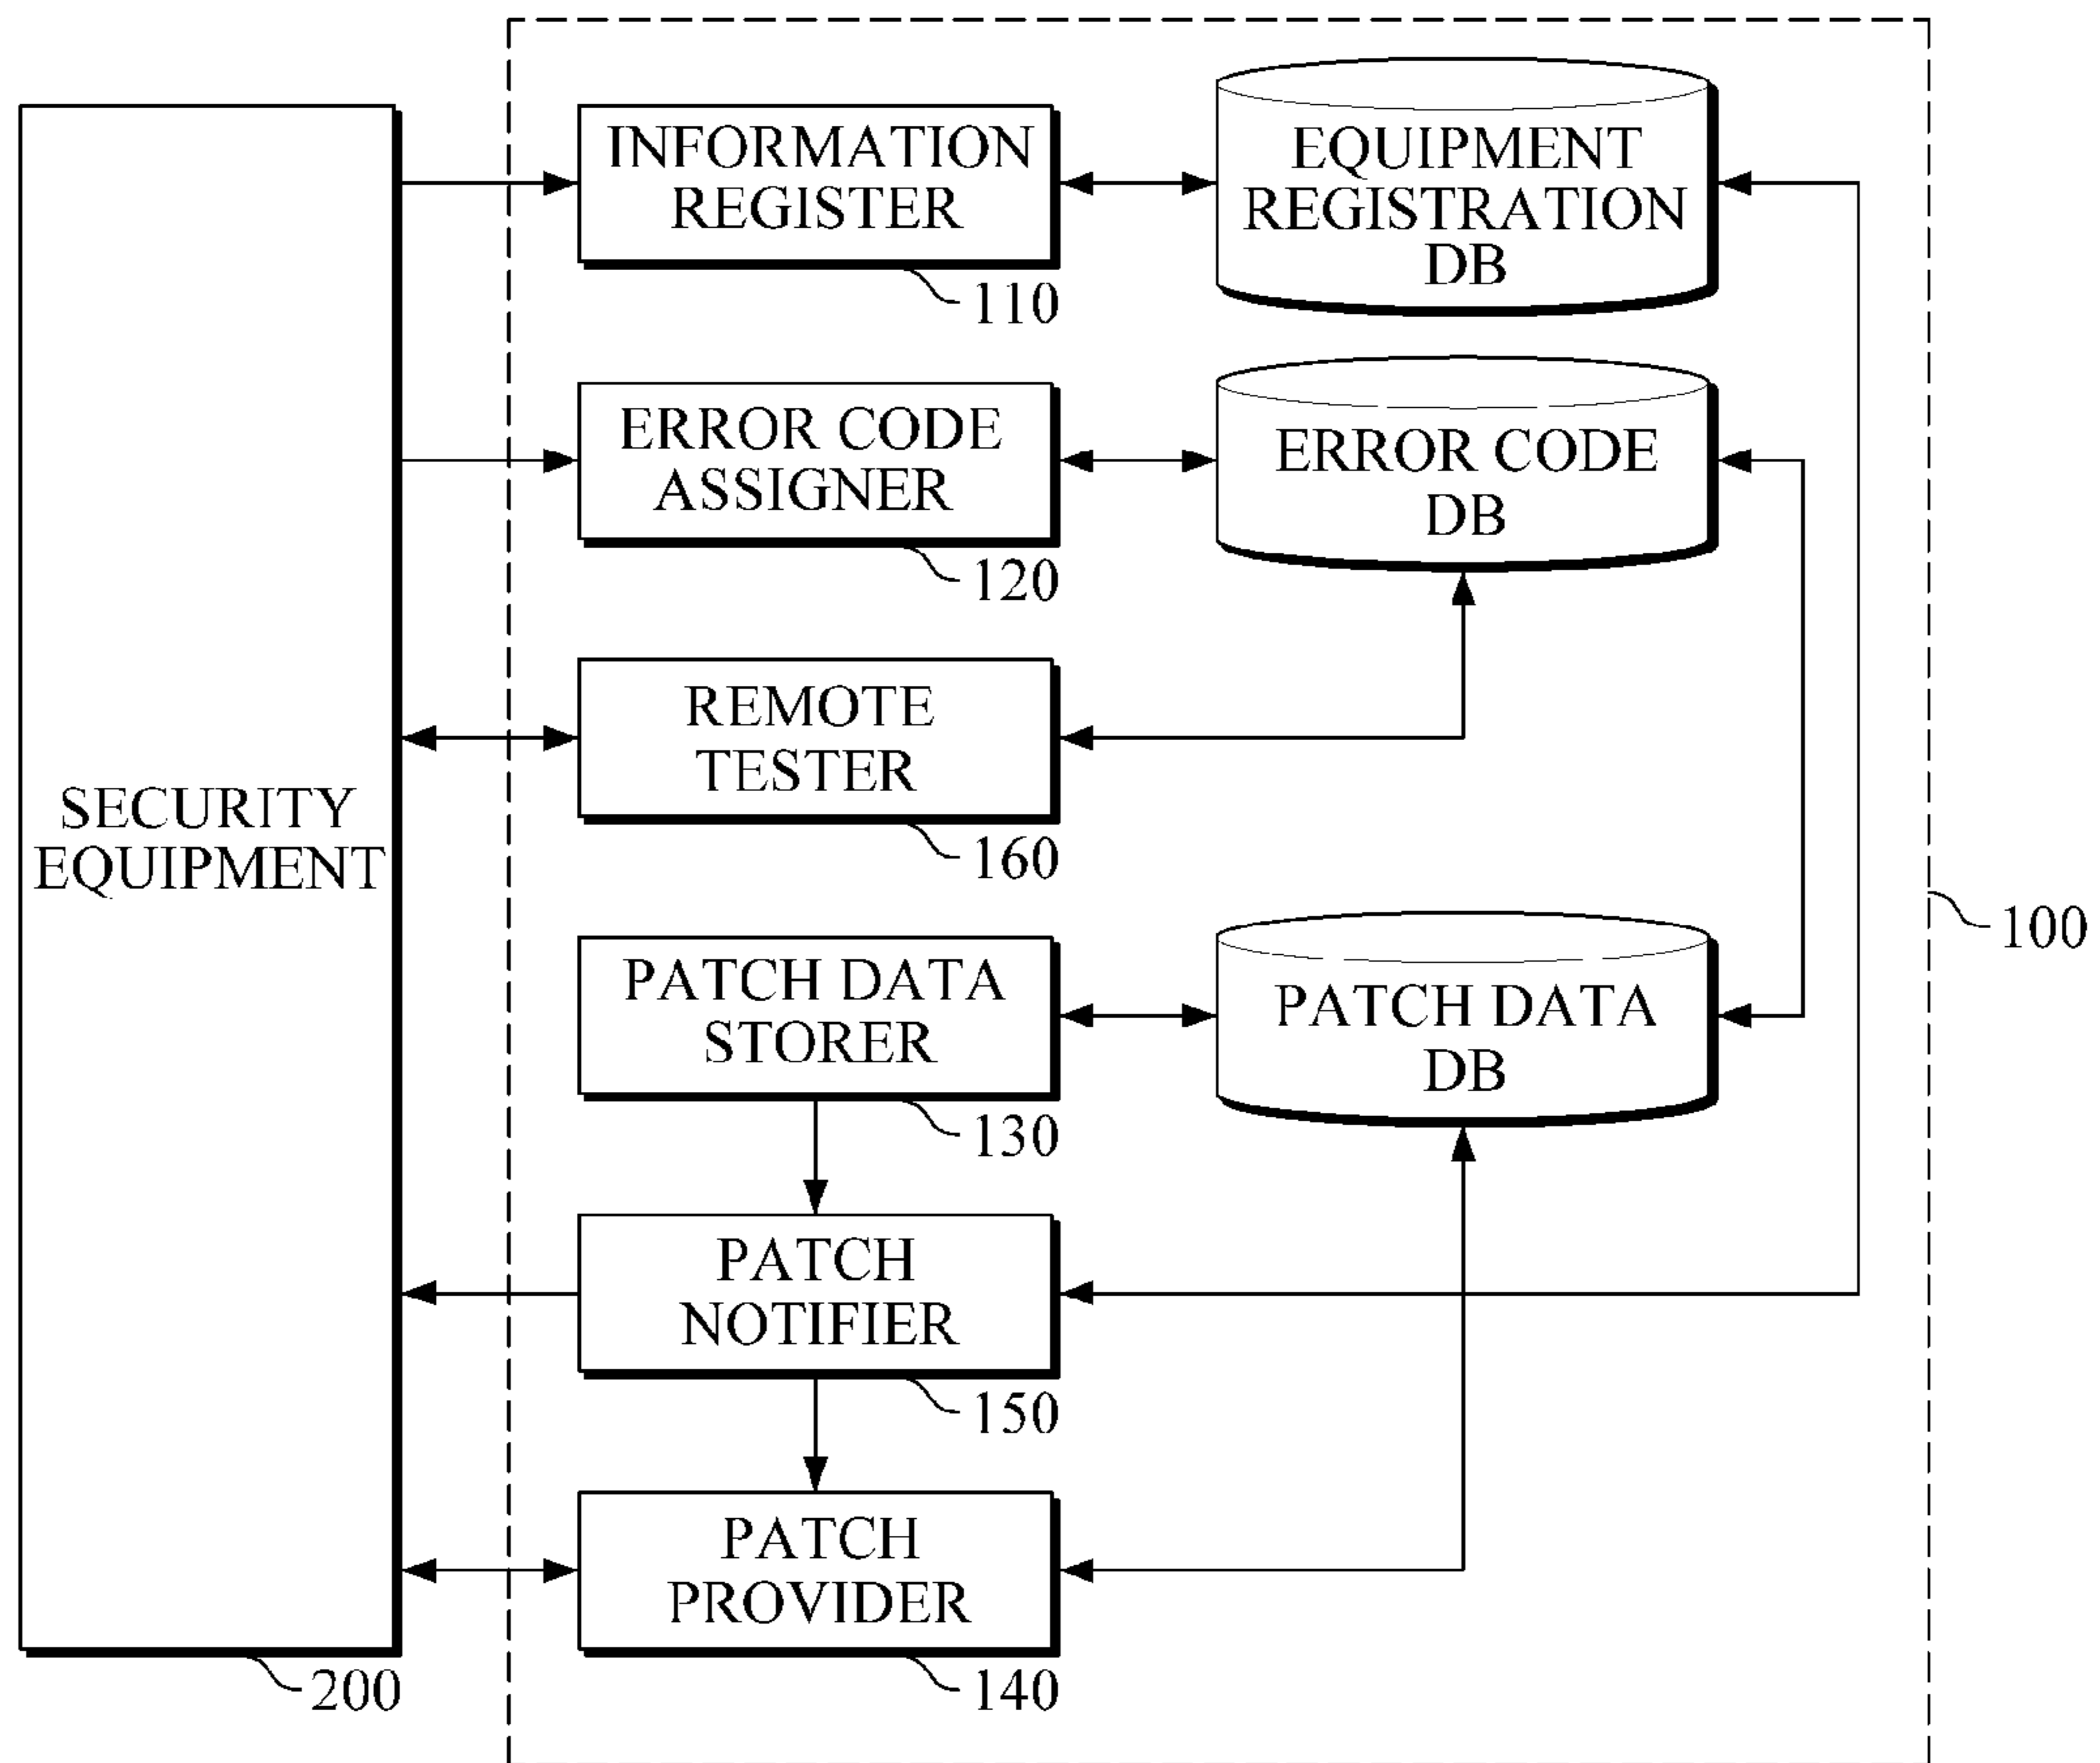 SECURITY
EQUIPMENT
200
INFORMATION
REGISTER
110
EQUIPMENT
REGISTRATION
DB
ERROR CODE
ASSIGNER
120
ERROR CODE
DB
REMOTE
TESTER
160
PATCH DATA
STORER
130
PATCH DATA
DB
100
PATCH
NOTIFIER
150
PATCH
PROVIDER
140